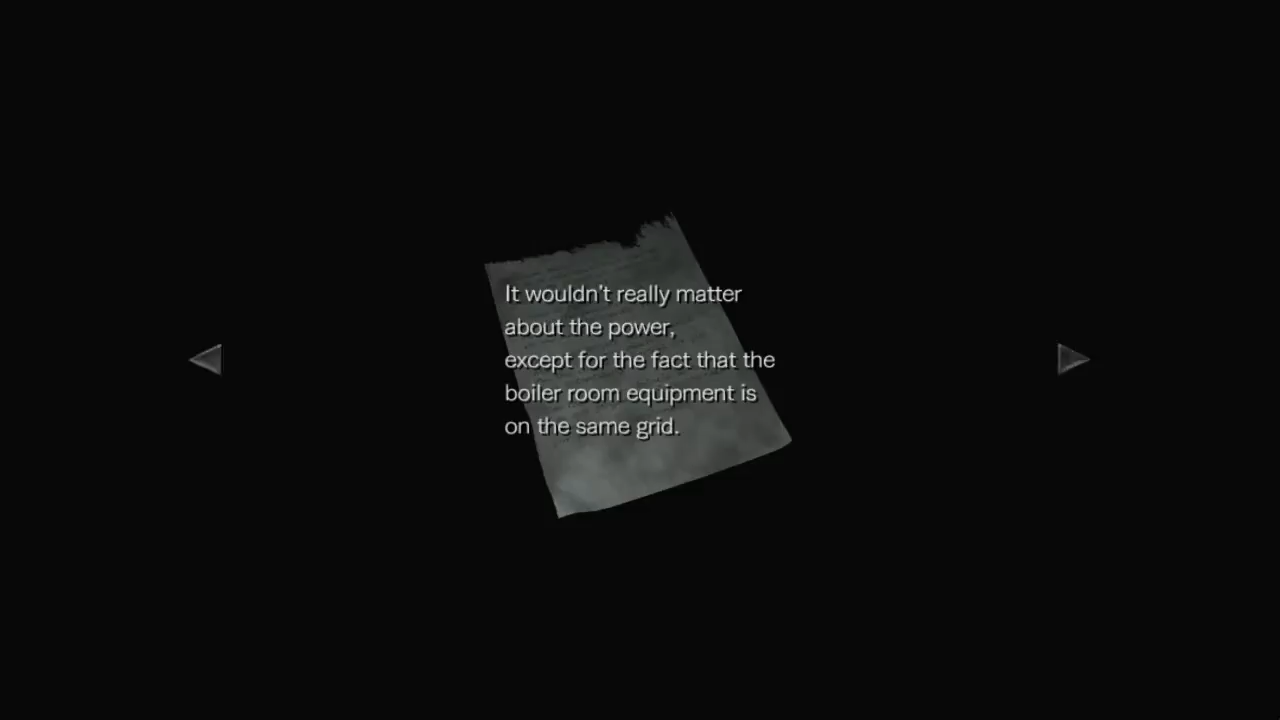 It wouldn't really matter
about the power,
except for the fact that the
boiler room equipment is
on the same grid.